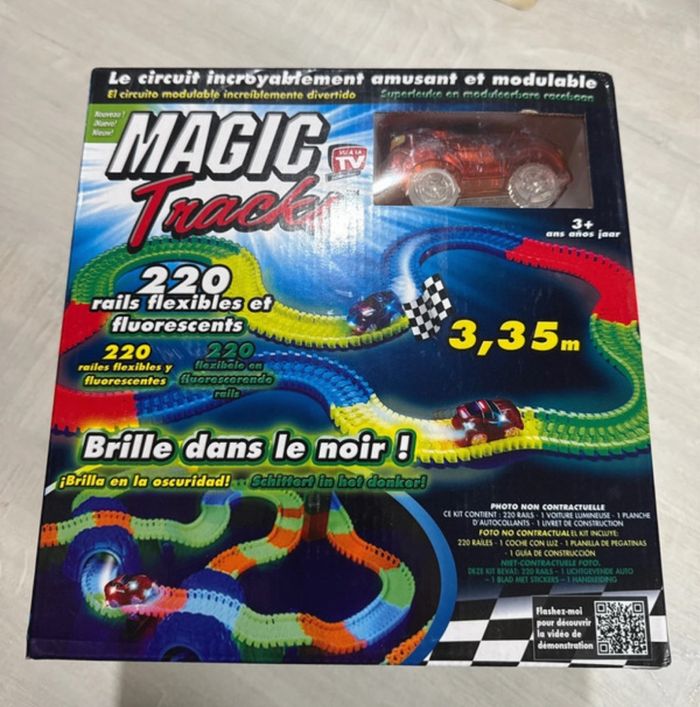 Le circuit incroyablement amusant et modulable
El circuito modulable increíblemente divertido
Superleuke en moduleerbare racebaan
Nouveau !
¡Nuevo!
Nieuw!
MAGIC
Tracks
VU À LA
TV
3+
ans años jaar
220
rails flexibles et
fluorescents
3,35m
220
railes flexibles y
fluorescentes
220
flexibele en
fluorescerende
rails
Brille dans le noir !
¡Brilla en la oscuridad!
Schittert in het donker!
PHOTO NON CONTRACTUELLE
CE KIT CONTIENT : 220 RAILS - 1 VOITURE LUMINEUSE - 1 PLANCHE
D'AUTOCOLLANTS - 1 LIVRET DE CONSTRUCTION
FOTO NO CONTRACTUAL EL KIT INCLUYE:
220 RAÍLES - 1 COCHE CON LUZ - 1 PLANILLA DE PEGATINAS
- 1 GUÍA DE CONSTRUCCIÓN
NIET-CONTRACTUELE FOTO.
DEZE KIT BEVAT: 220 RAILS - 1 LICHTGEVENDE AUTO
- 1 BLAD MET STICKERS - 1 HANDLEIDING
Flashez-moi
pour découvrir
la vidéo de
démonstration